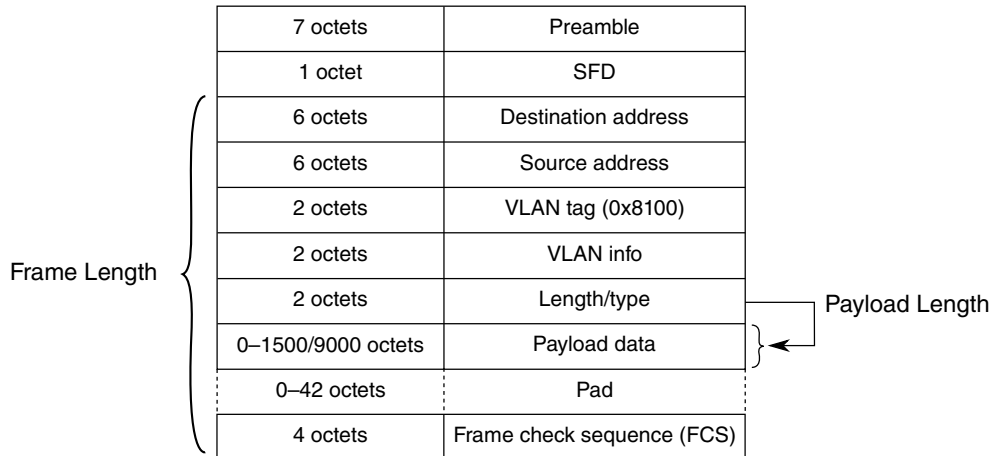 7 octets Preamble
1 octet SFD
6 octets Destination address
6 octets Source address
2 octets VLAN tag (0x8100)
2 octets VLAN info
Frame Length
2 octets Length/type
Payload Length
0–1500/9000 octets Payload data
0–42 octets Pad
4 octets Frame check sequence (FCS)